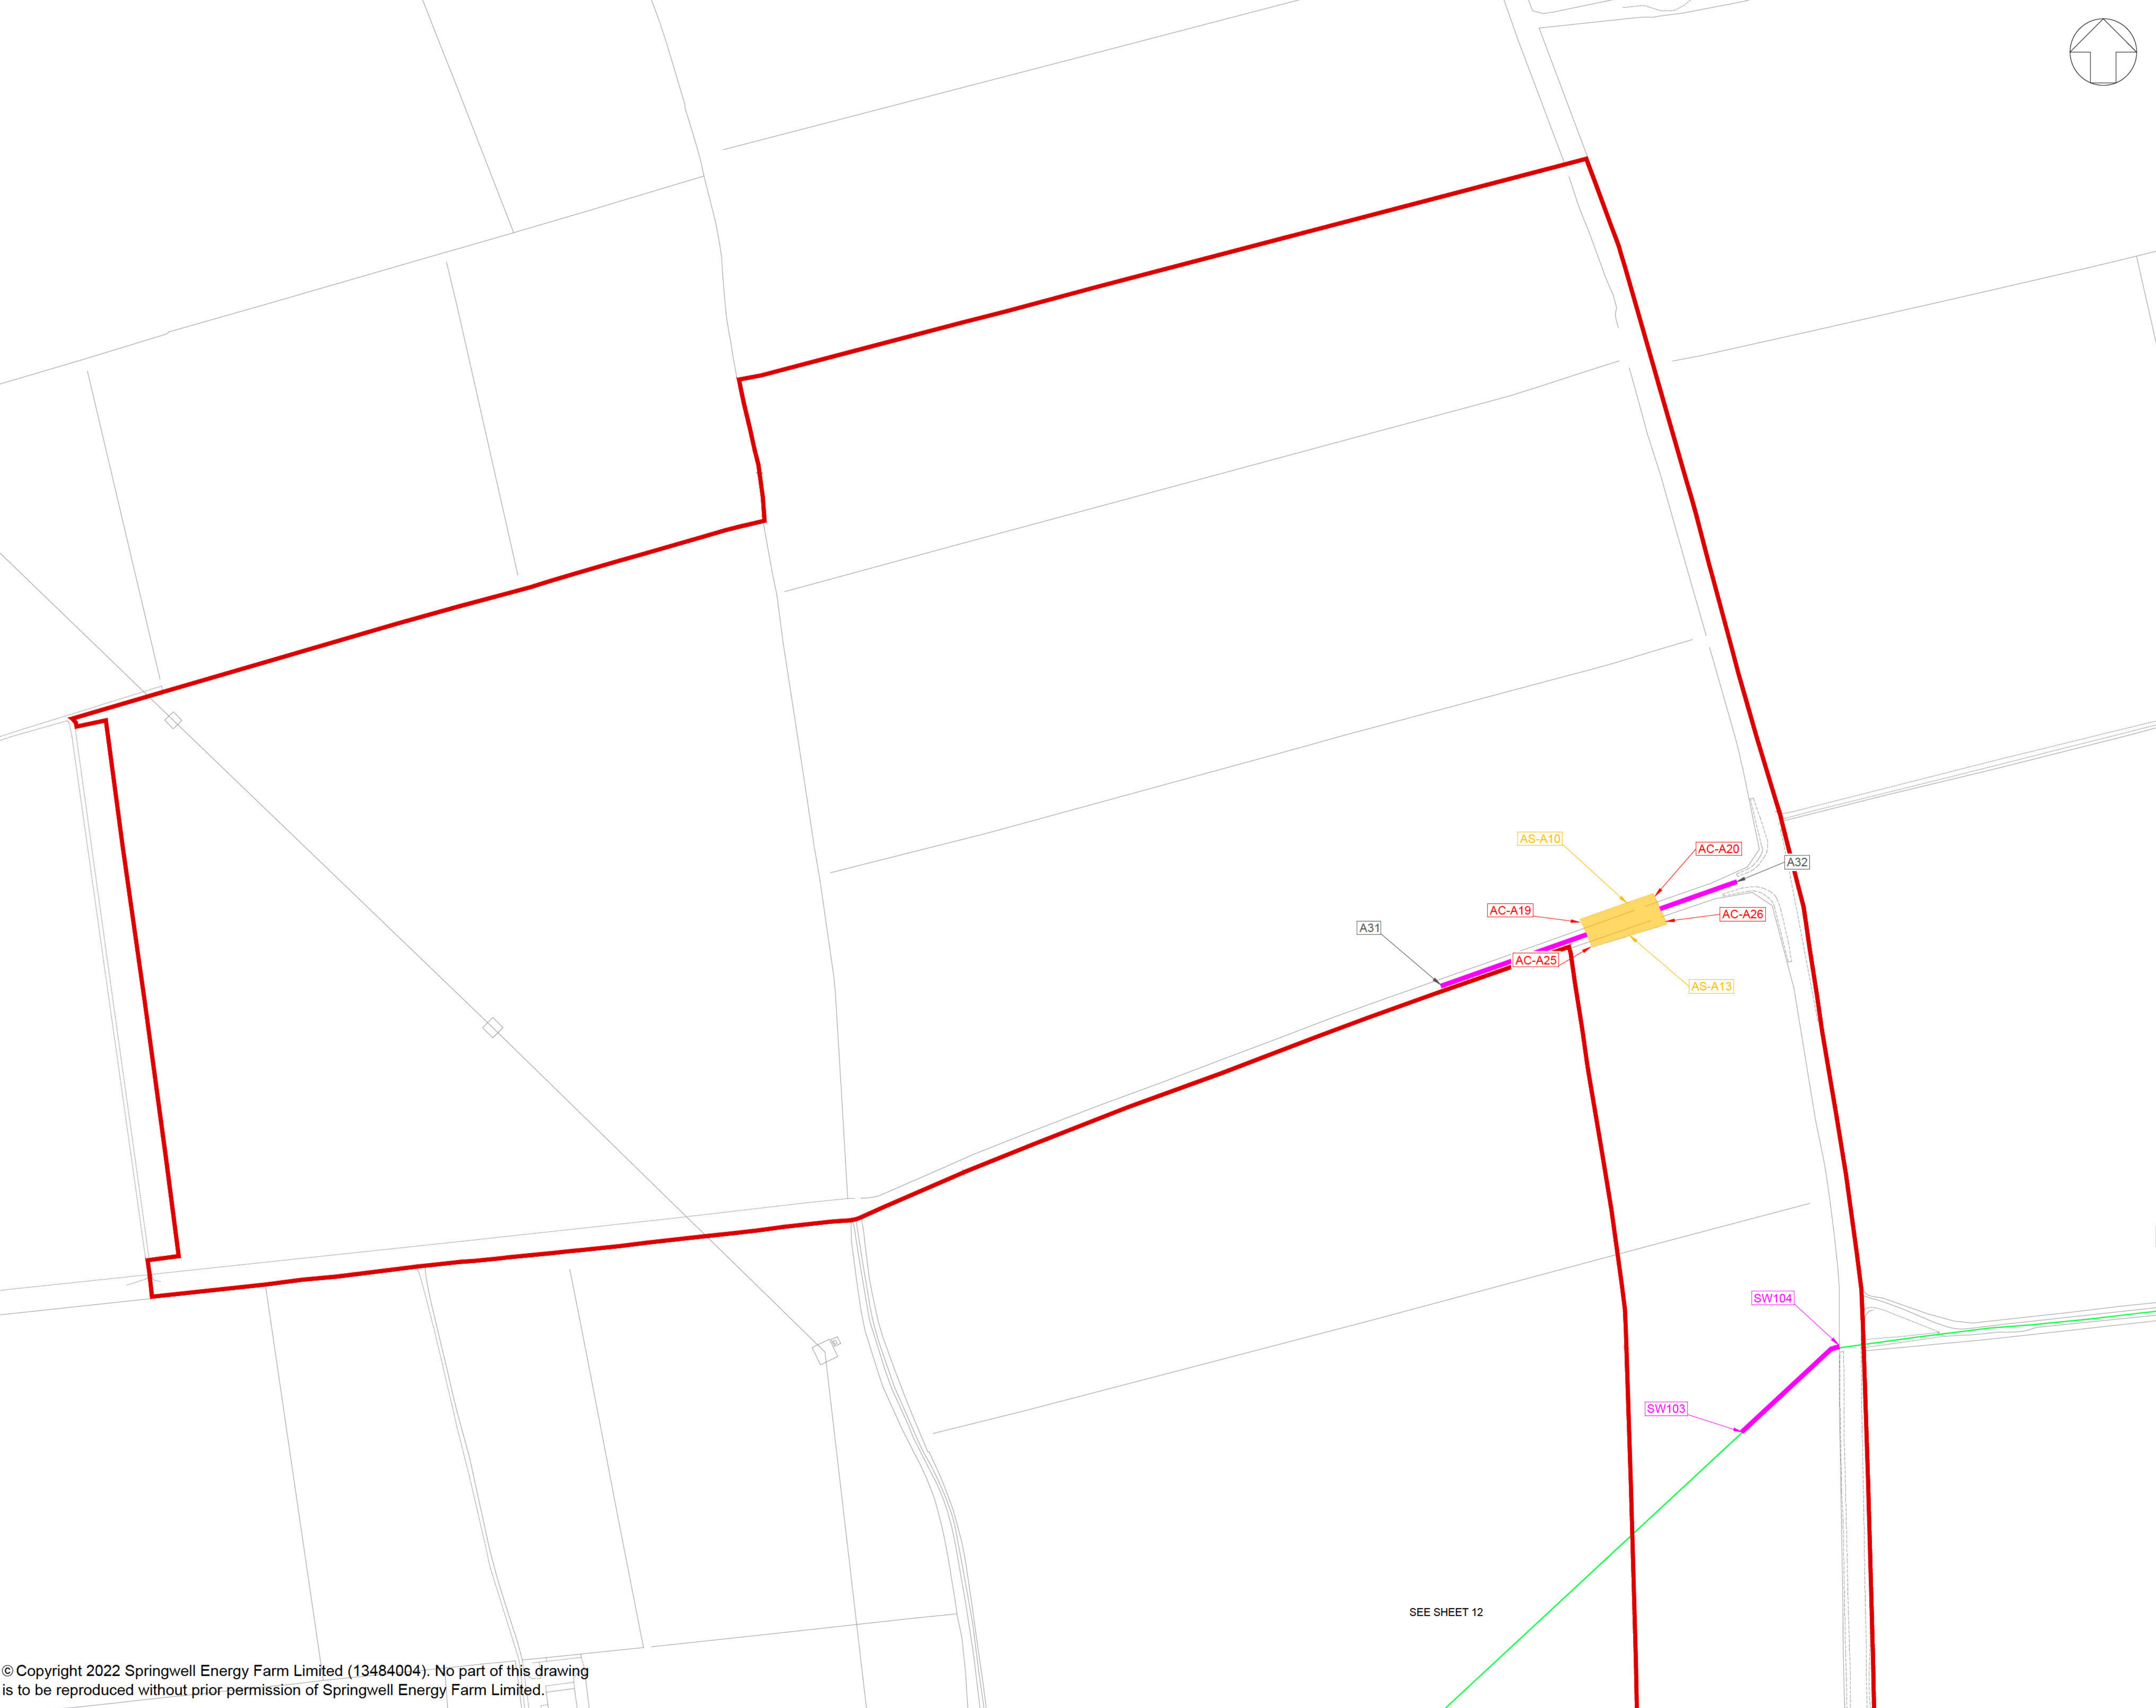 AS-A10
AC-A20
A32
AC-A19
AC-A26
A31
AC-A25
AS-A13
SW104
SW103
SEE SHEET 12
© Copyright 2022 Springwell Energy Farm Limited (13484004). No part of this drawing
is to be reproduced without prior permission of Springwell Energy Farm Limited.